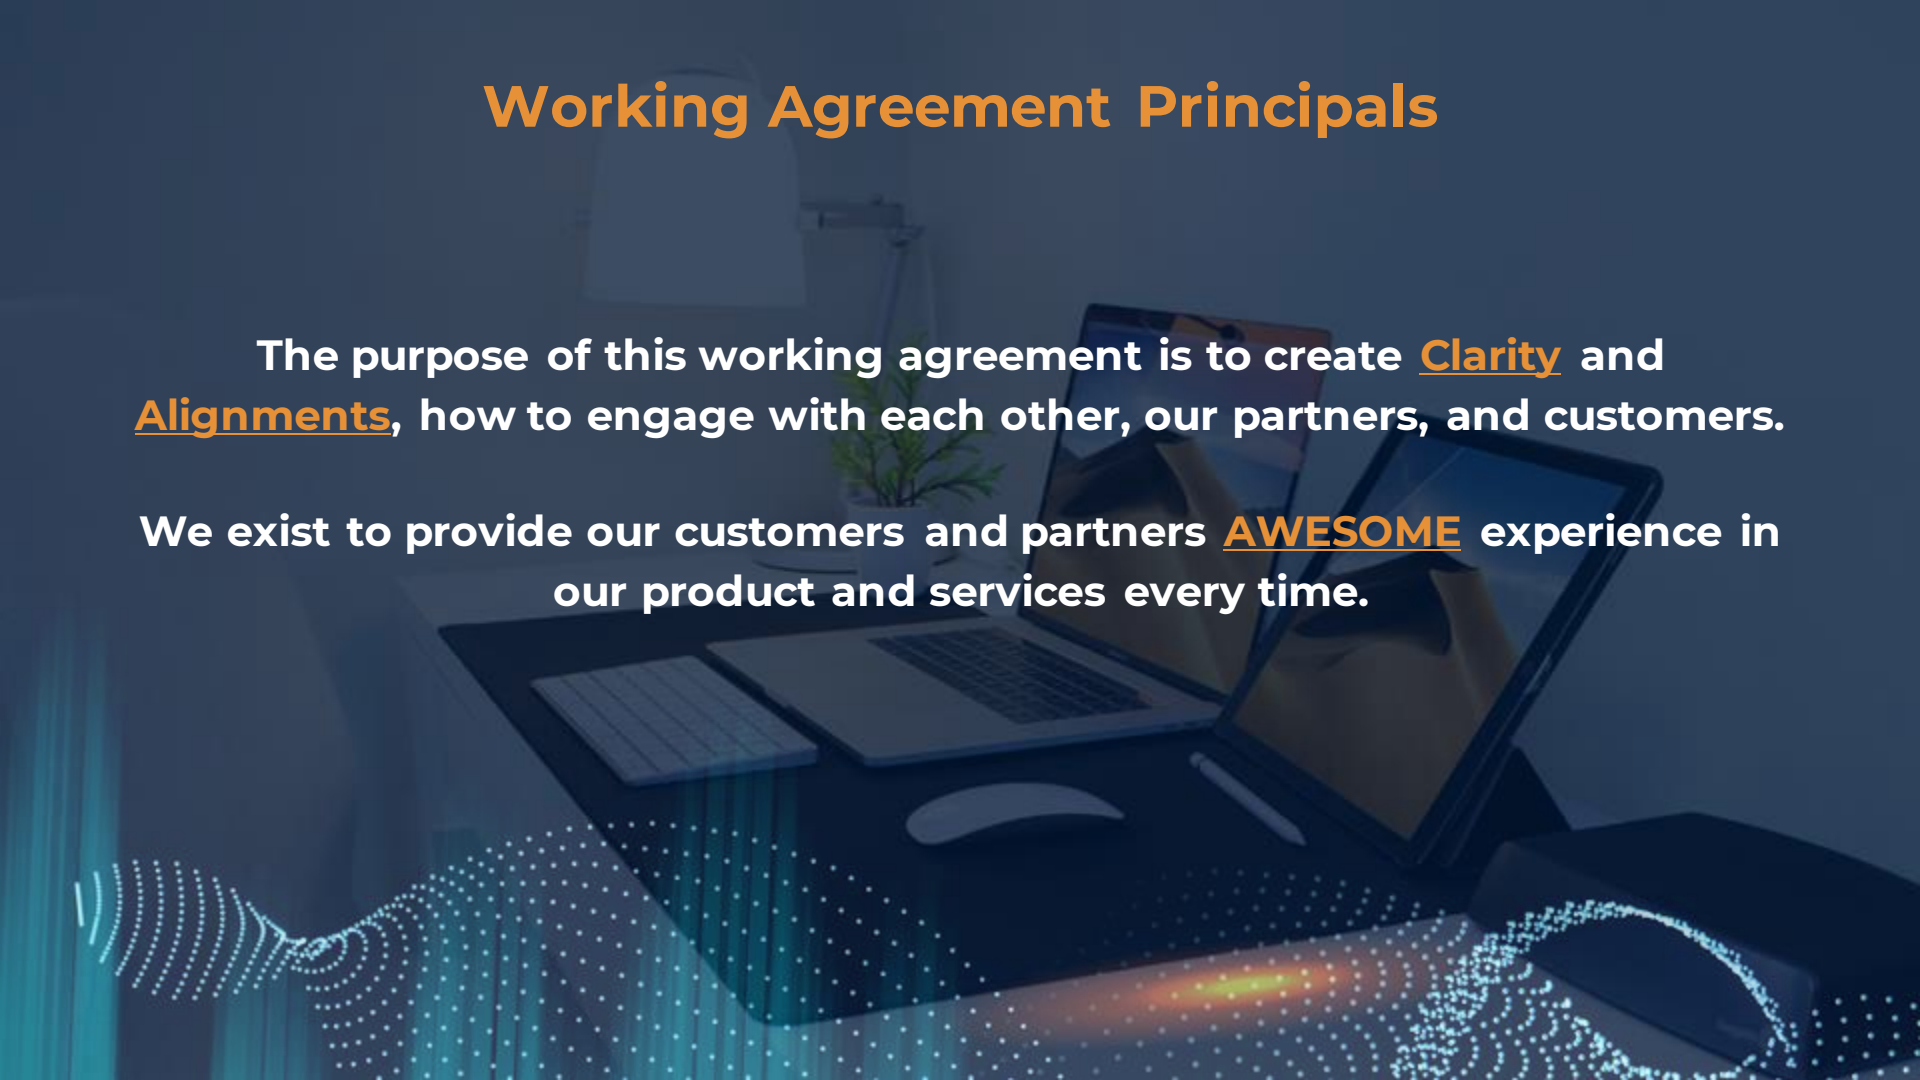 Working Agreement Principals
The purpose of this working agreement is to create Clarity and
Alignments, how to engage with each other, our partners, and customers.
We exist to provide our customers and partners AWESOME experience in
our product and services every time.